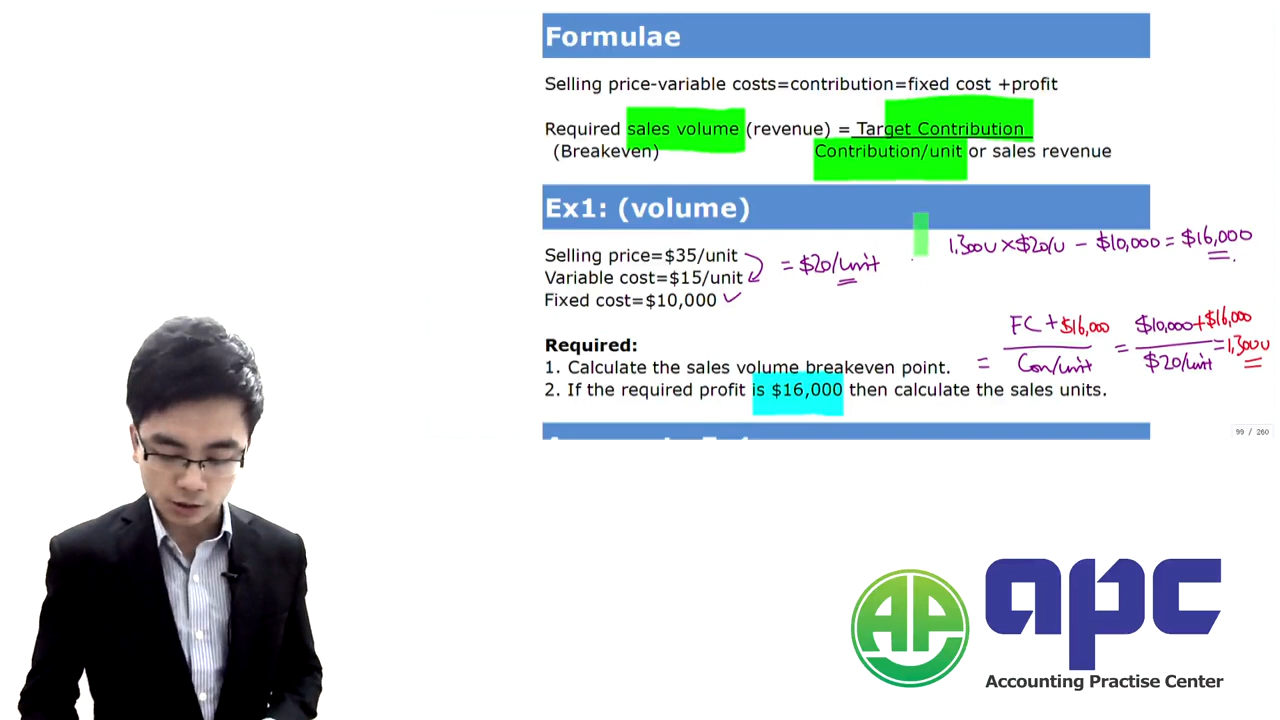 Formulae
Selling price-variable costs=contribution=fixed cost +profit
Required sales volume (revenue) = Target Contribution
(Breakeven) Contribution/unit or sales revenue
Ex1: (volume)
1,300u × $20/u - $10,000 = $16,000
Selling price=$35/unit
= $20/unit
Variable cost=$15/unit
Fixed cost=$10,000 ✓
FC + $16,000
= Con/unit
= $10,000+$16,000
$20/unit
=1,300u
Required:
1. Calculate the sales volume breakeven point.
2. If the required profit is $16,000 then calculate the sales units.
99 / 260
AP
apc
Accounting Practise Center